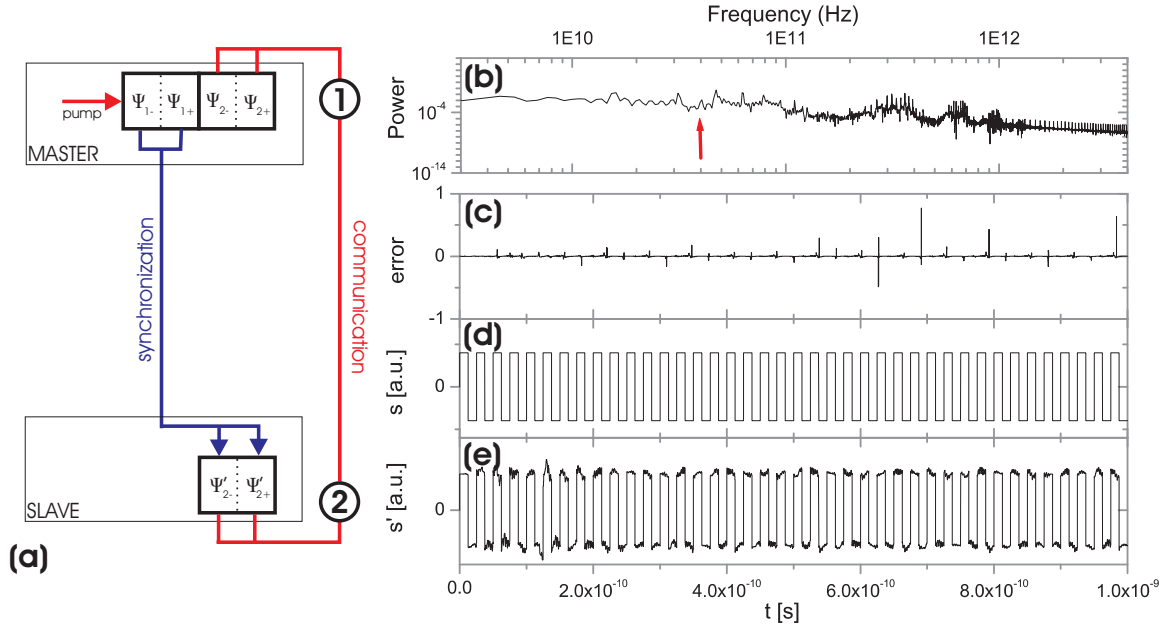 (a)
MASTER
pump
Ψ1- Ψ1+ Ψ2- Ψ2+
1
synchronization
communication
SLAVE
Ψ'2- Ψ'2+
2
Frequency (Hz)
1E10 1E11 1E12
(b)
Power
10-4
10-14
(c)
error
1
0
-1
(d)
s [a.u.]
0
(e)
s' [a.u.]
0
0.0 2.0x10-10 4.0x10-10 6.0x10-10 8.0x10-10 1.0x10-9
t [s]